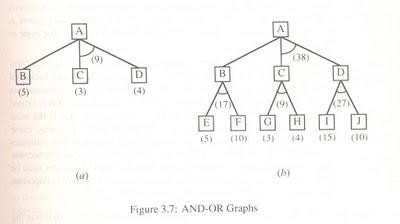 A A
(9) (38)
B C D B C D
(5) (3) (4) (17) (9) (27)
E F G H I J
(5) (10) (3) (4) (15) (10)
(a) (b)
Figure 3.7: AND-OR Graphs